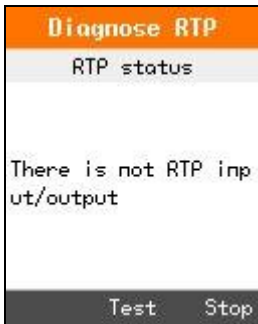 Diagnose RTP
RTP status
There is not RTP inp
ut/output
Test Stop